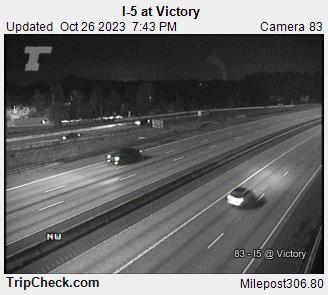 I-5 at Victory
Updated  Oct 26 2023  7:43 PM  Camera 83
T
NW
83 - I5 @ Victory
TripCheck.com  Milepost306.80